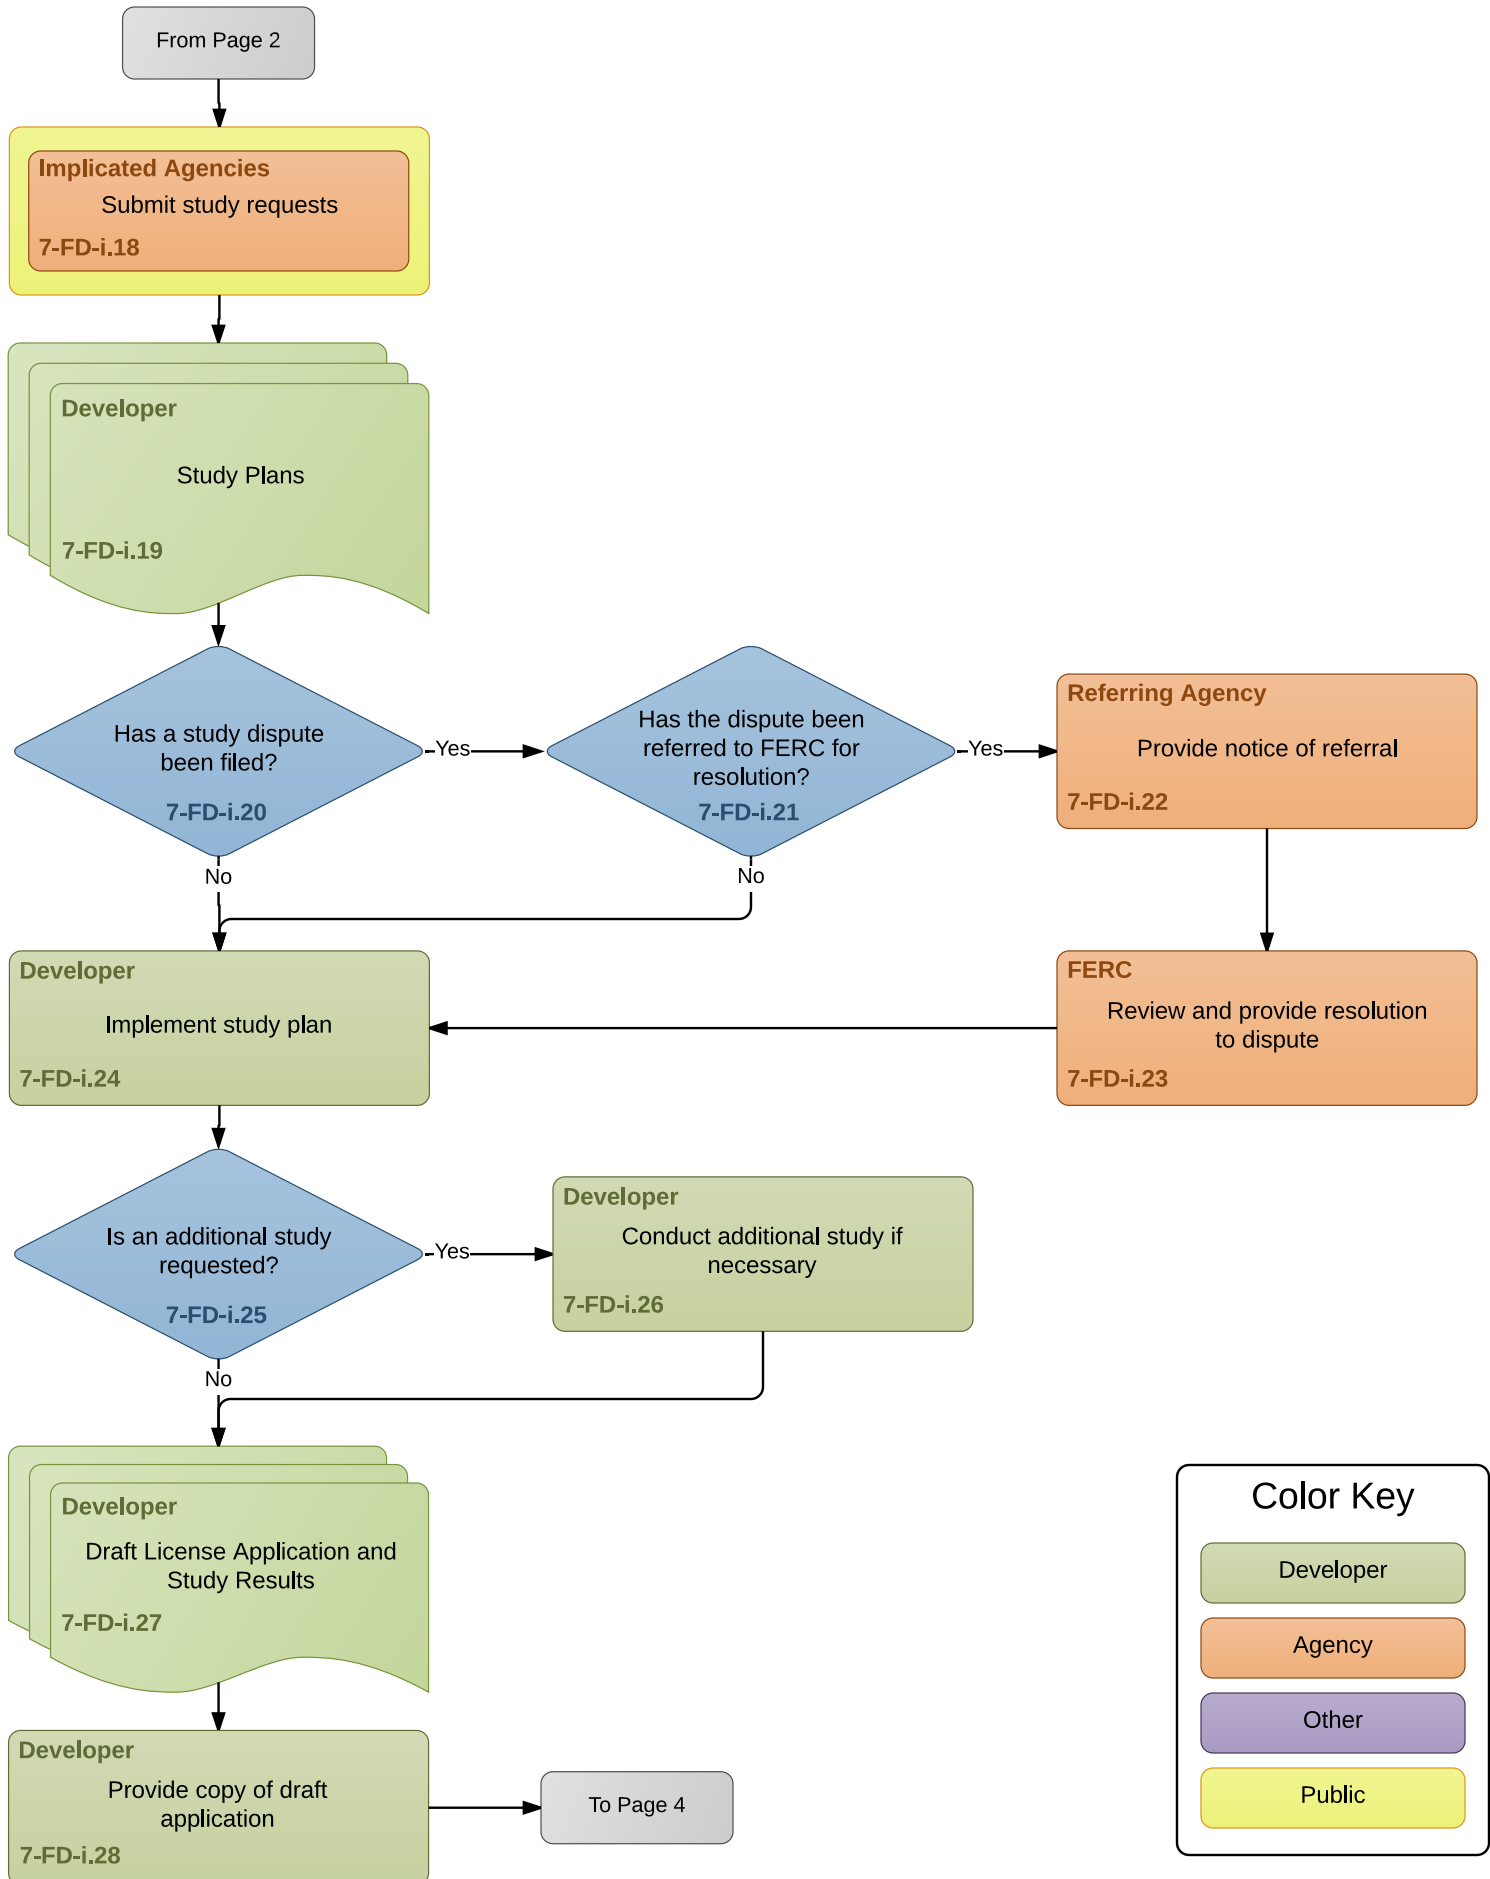 From Page 2
Implicated Agencies
Submit study requests
7-FD-i.18
Developer
Study Plans
7-FD-i.19
Has a study dispute
been filed?
7-FD-i.20
Yes
No
Has the dispute been
referred to FERC for
resolution?
7-FD-i.21
Yes
No
Referring Agency
Provide notice of referral
7-FD-i.22
FERC
Review and provide resolution
to dispute
7-FD-i.23
Developer
Implement study plan
7-FD-i.24
Is an additional study
requested?
7-FD-i.25
Yes
No
Developer
Conduct additional study if
necessary
7-FD-i.26
Developer
Draft License Application and
Study Results
7-FD-i.27
Developer
Provide copy of draft
application
7-FD-i.28
To Page 4
Color Key
Developer
Agency
Other
Public